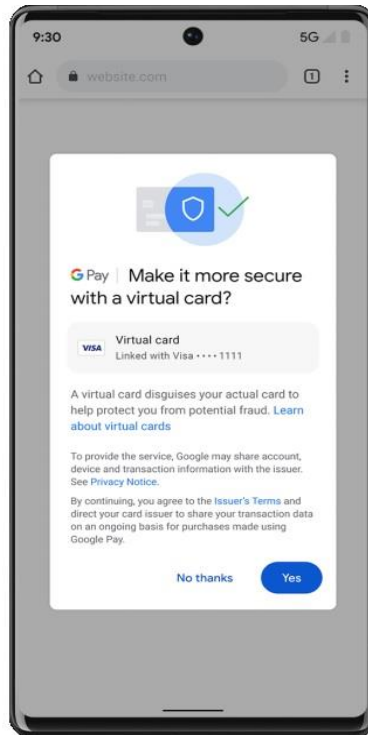 9:30 5G
website.com 1
G Pay | Make it more secure
with a virtual card?
VISA Virtual card
Linked with Visa •••• 1111
A virtual card disguises your actual card to
help protect you from potential fraud. Learn
about virtual cards
To provide the service, Google may share account,
device and transaction information with the issuer.
See Privacy Notice.
By continuing, you agree to the Issuer's Terms and
direct your card issuer to share your transaction data
on an ongoing basis for purchases made using
Google Pay.
No thanks Yes